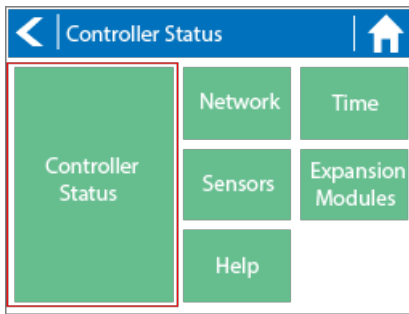 Controller Status
Controller
Status
Network
Time
Sensors
Expansion
Modules
Help